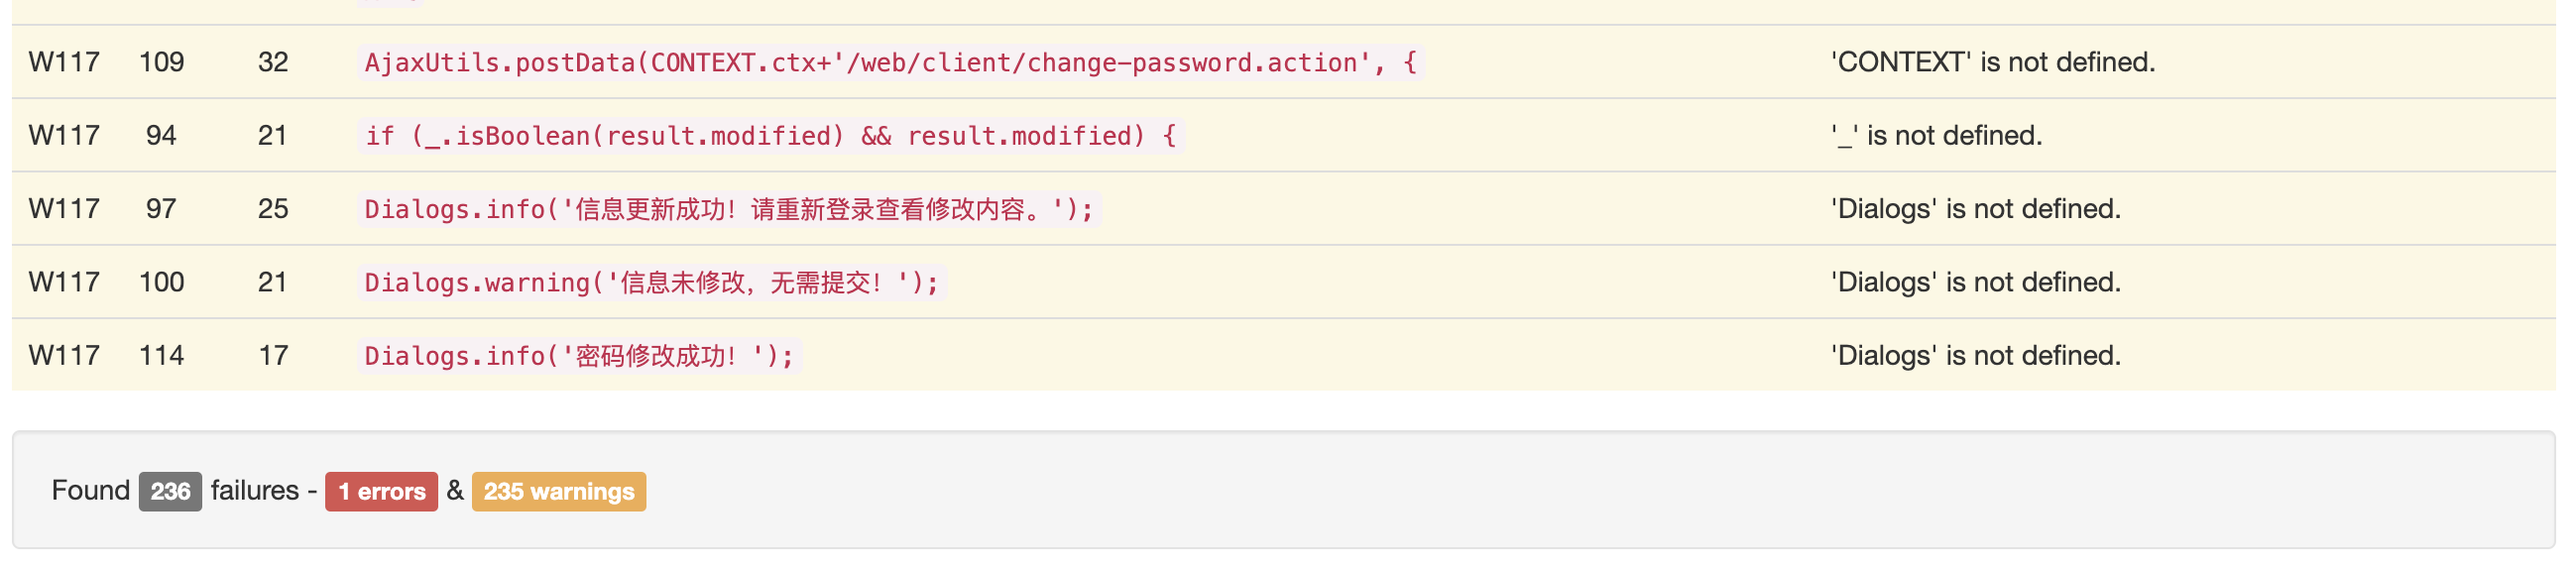 W117 109 32 AjaxUtils.postData(CONTEXT.ctx+'/web/client/change-password.action', { 'CONTEXT' is not defined.
W117 94 21 if (_.isBoolean(result.modified) && result.modified) { '_' is not defined.
W117 97 25 Dialogs.info('信息更新成功！请重新登录查看修改内容。'); 'Dialogs' is not defined.
W117 100 21 Dialogs.warning('信息未修改，无需提交！'); 'Dialogs' is not defined.
W117 114 17 Dialogs.info('密码修改成功！'); 'Dialogs' is not defined.
Found 236 failures - 1 errors & 235 warnings